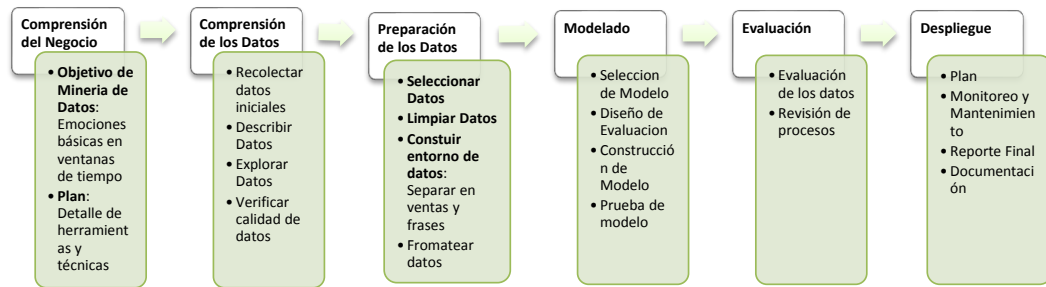 Comprensión
del Negocio
• Objetivo de
Mineria de
Datos:
Emociones
básicas en
ventanas
de tiempo
• Plan:
Detalle de
herramient
as y
técnicas
Comprensión
de los Datos
• Recolectar
datos
iniciales
• Describir
Datos
• Explorar
Datos
• Verificar
calidad de
datos
Preparación
de los Datos
• Seleccionar
Datos
• Limpiar Datos
• Constuir
entorno de
datos:
Separar en
ventas y
frases
• Fromatear
datos
Modelado
• Seleccion
de Modelo
• Diseño de
Evaluacion
• Construcció
n de
Modelo
• Prueba de
modelo
Evaluación
• Evaluación
de los datos
• Revisión de
procesos
Despliegue
• Plan
• Monitoreo y
Mantenimien
to
• Reporte Final
• Documentaci
ón